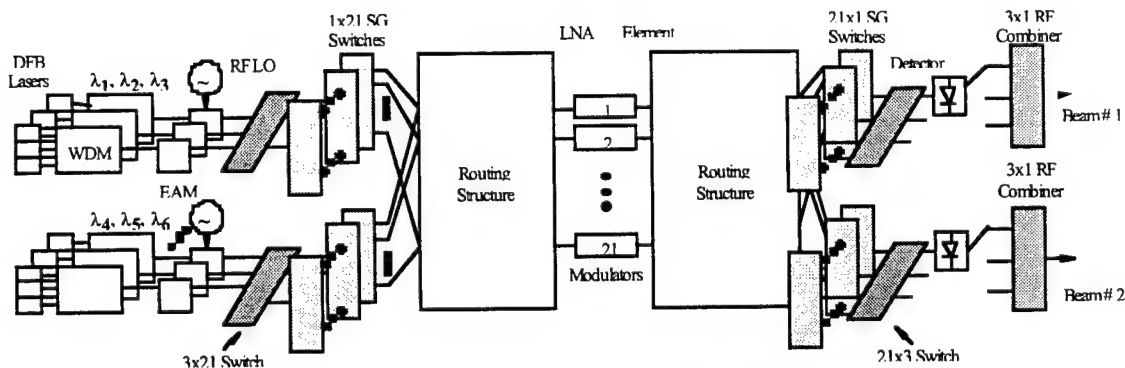 1x21 SG
Switches
LNA Element
21x1 SG
Switches
3x1 RF
Combiner
DFB
Lasers
λ1, λ2, λ3
RF LO
Detector
WDM
1
2
Beam # 1
Routing
Structure
Routing
Structure
3x1 RF
Combiner
EAM
λ4, λ5, λ6
21
Modulators
Beam # 2
3x21 Switch
21x3 Switch
~
~